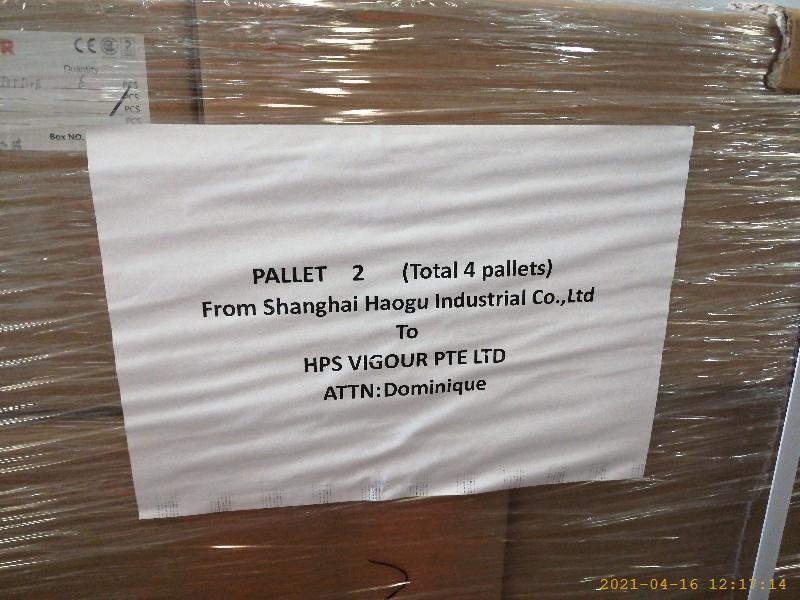 CE
Quantity
PCS
PCS
PCS
Box NO.
PALLET 2 (Total 4 pallets)
From Shanghai Haogu Industrial Co.,Ltd
To
HPS VIGOUR PTE LTD
ATTN:Dominique
2021-04-16 12:17:14